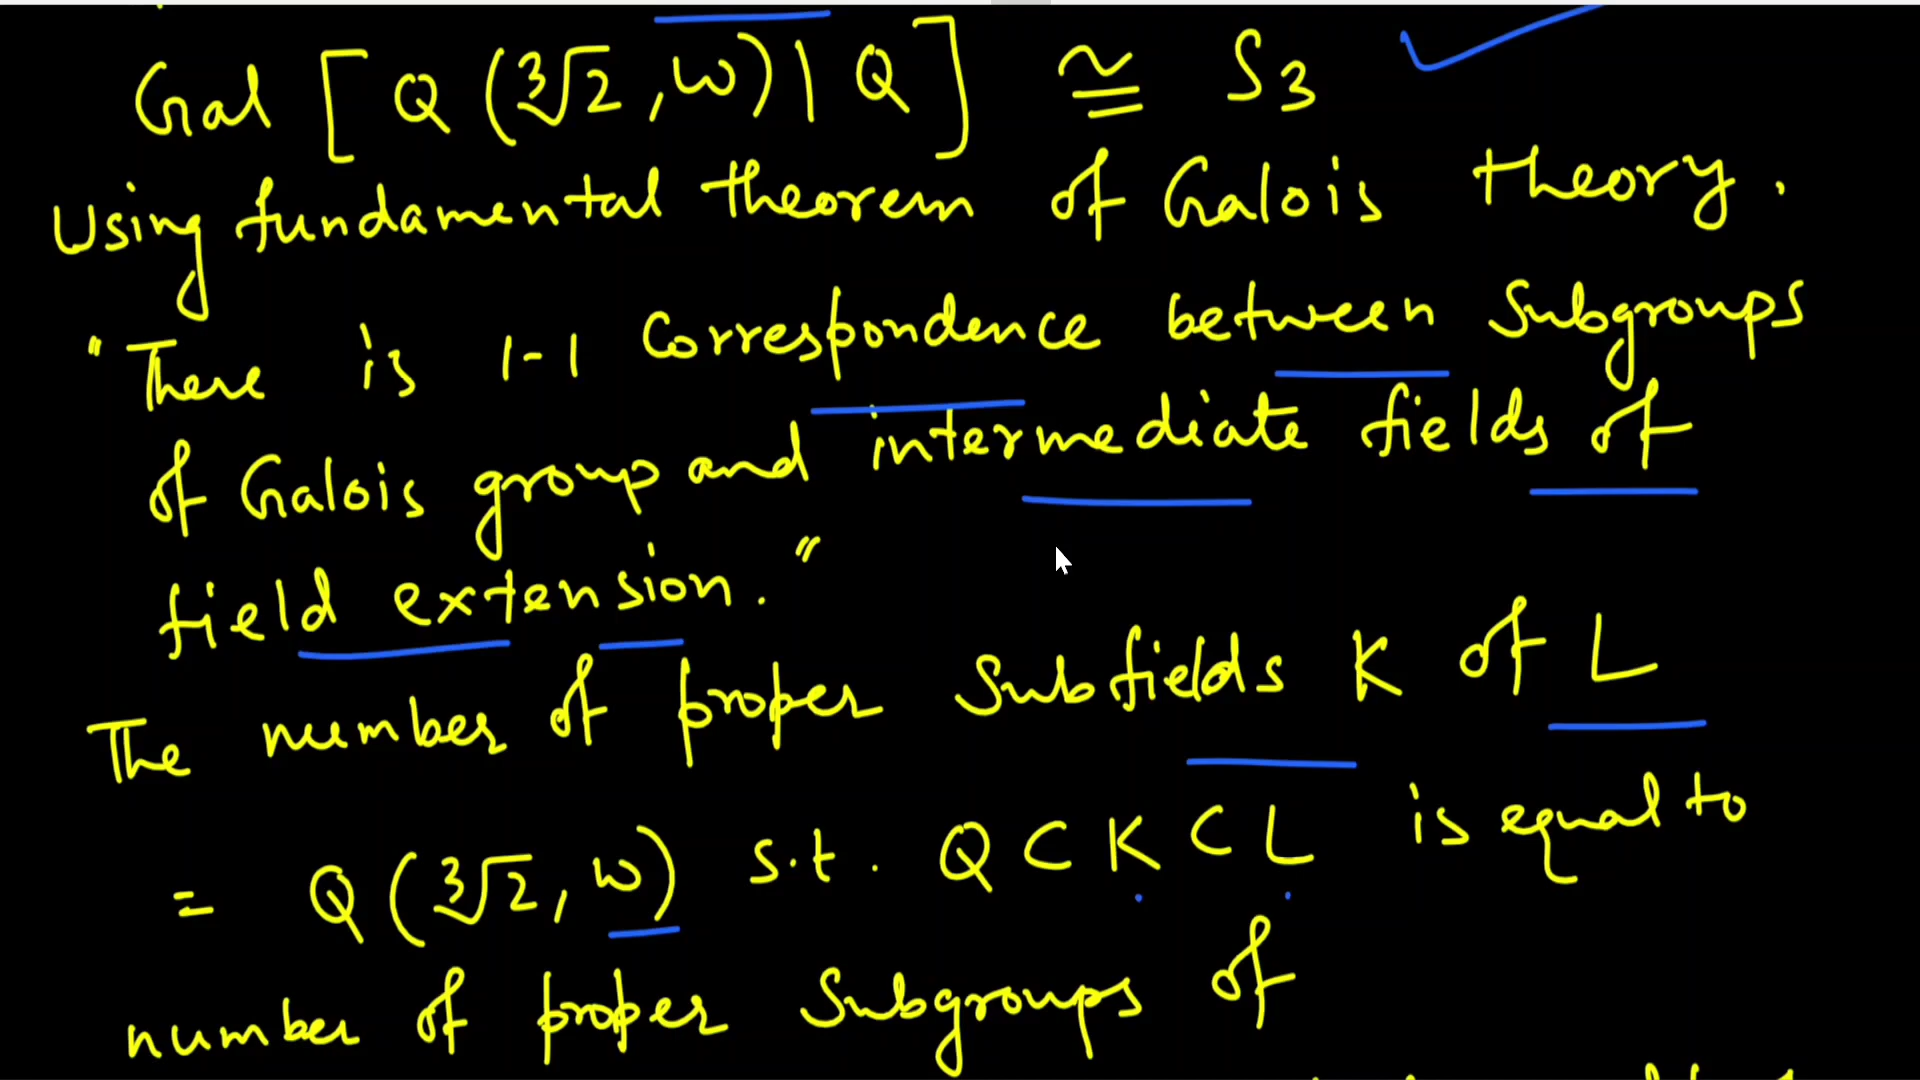 Gal [Q(∛2, ω) | Q] ≅ S₃
Using fundamental theorem of Galois theory.
"There is 1-1 correspondence between subgroups
of Galois group and intermediate fields of
field extension."
The number of proper subfields K of L
= Q(∛2, ω) s.t. Q ⊂ K ⊂ L is equal to
number of proper subgroups of